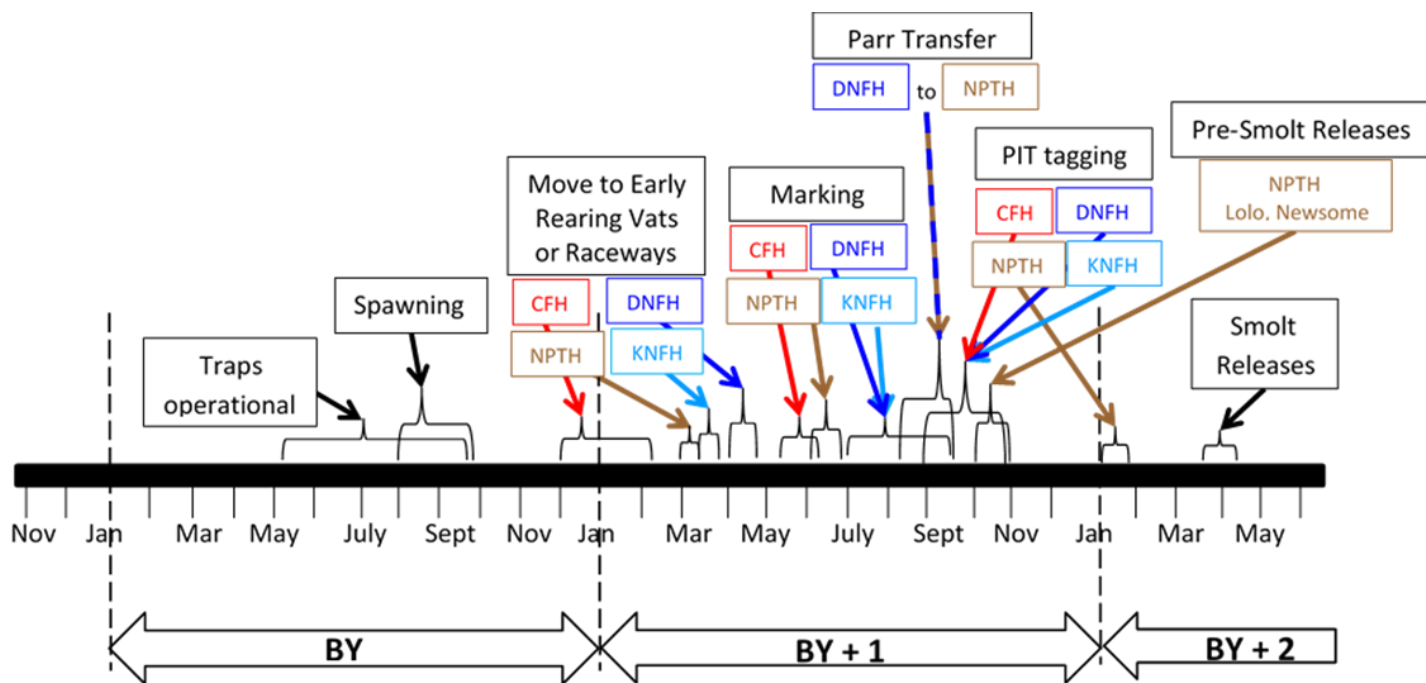 Parr Transfer
DNFH to NPTH
Pre-Smolt Releases
NPTH
Lolo, Newsome
PIT tagging
CFH DNFH
NPTH KNFH
Move to Early
Rearing Vats
or Raceways
CFH DNFH
NPTH KNFH
Marking
CFH DNFH
NPTH KNFH
Spawning
Traps
operational
Smolt
Releases
Nov Jan Mar May July Sept Nov Jan Mar May July Sept Nov Jan Mar May
BY BY + 1 BY + 2